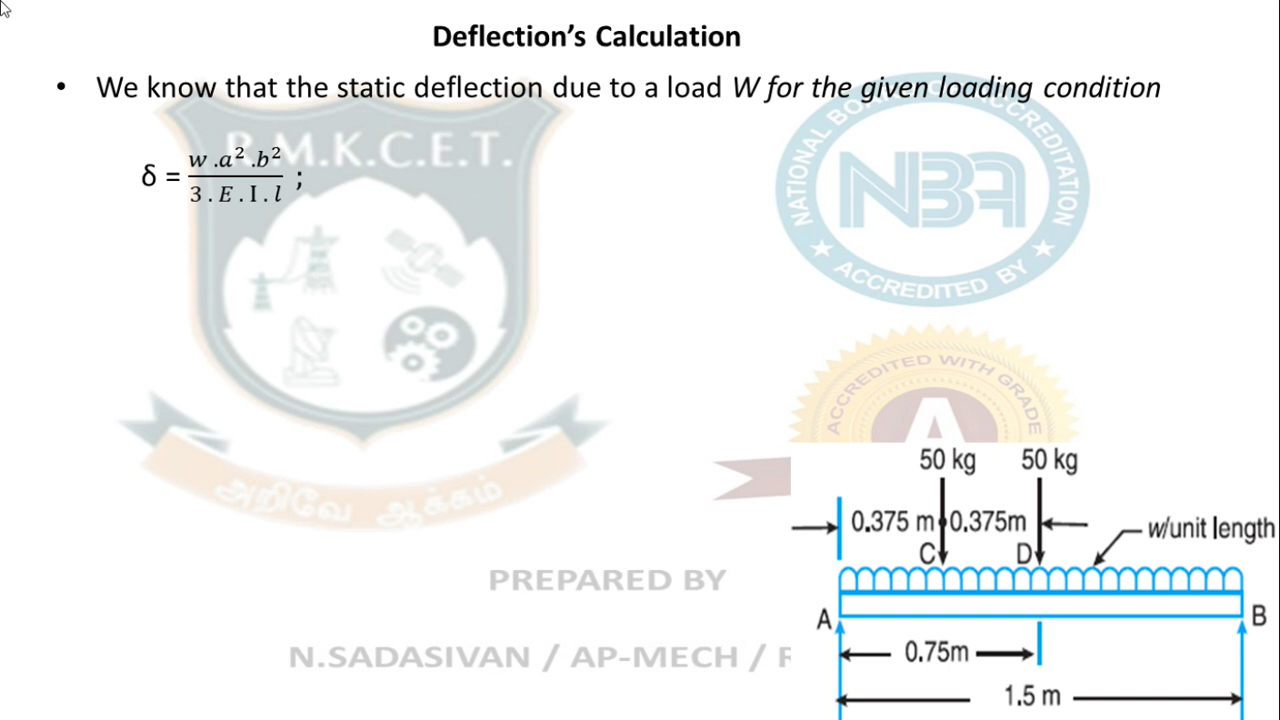 Deflection's Calculation
• We know that the static deflection due to a load W for the given loading condition
δ = w .a² .b² / 3 . E . I . l ;
R.M.K.C.E.T.
NATIONAL BOARD OF ACCREDITATION
NBA
ACCREDITED BY
ACCREDITED WITH GRADE
A
அறிவே ஆக்கம்
50 kg 50 kg
0.375 m 0.375m
w/unit length
C D
PREPARED BY
A B
0.75m
N.SADASIVAN / AP-MECH / R
1.5 m